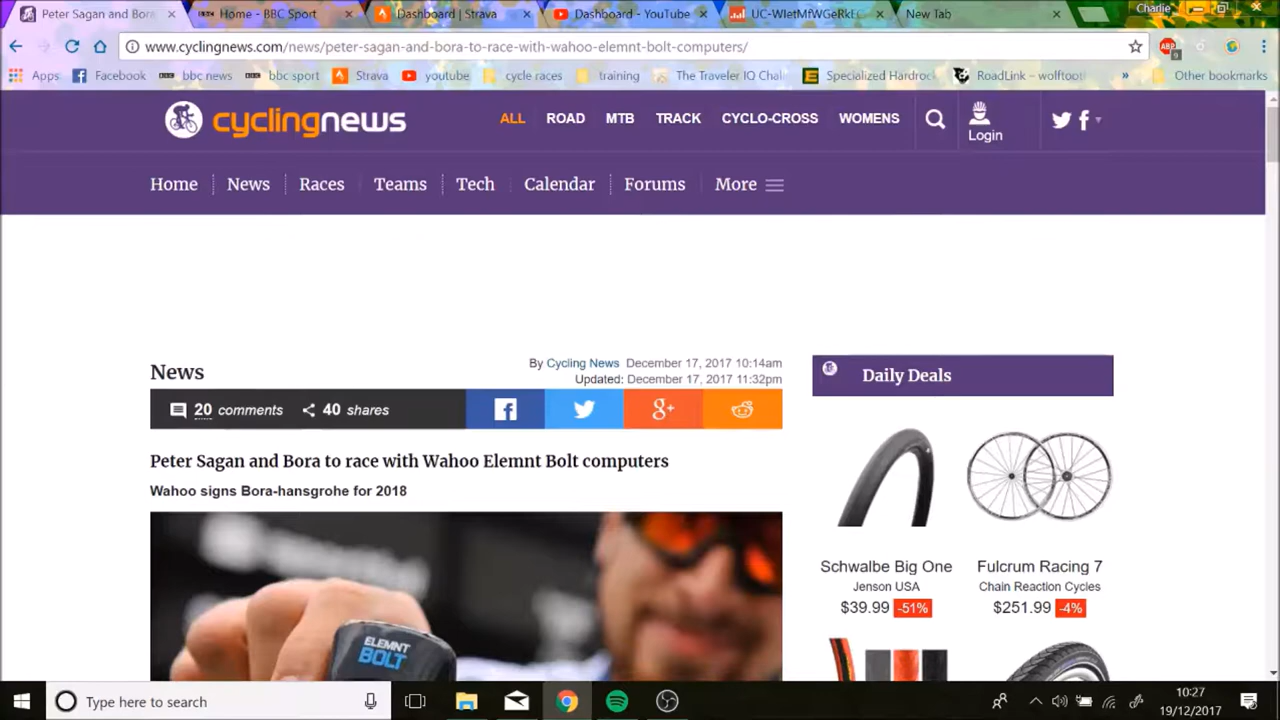 Peter Sagan and Bora
Home - BBC Sport
Dashboard | Strava
Dashboard - YouTube
New Tab
Charlie
www.cyclingnews.com/news/peter-sagan-and-bora-to-race-with-wahoo-elemnt-bolt-computers/
ABP
9
Apps
Facebook
BBC
bbc news
BBC
bbc sport
Strava
youtube
cycle races
training
The Traveler IQ Chal
Specialized Hardrock
RoadLink – wolftoot
»
Other bookmarks
cyclingnews
ALL ROAD MTB TRACK CYCLO-CROSS WOMENS
Login
Home News Races Teams Tech Calendar Forums More
By Cycling News December 17, 2017 10:14am
Updated: December 17, 2017 11:32pm
News
20 comments 40 shares
Peter Sagan and Bora to race with Wahoo Elemnt Bolt computers
Wahoo signs Bora-hansgrohe for 2018
ELEMNT
BOLT
Daily Deals
Schwalbe Big One
Jenson USA
$39.99 -51%
Fulcrum Racing 7
Chain Reaction Cycles
$251.99 -4%
Type here to search
10:27
19/12/2017